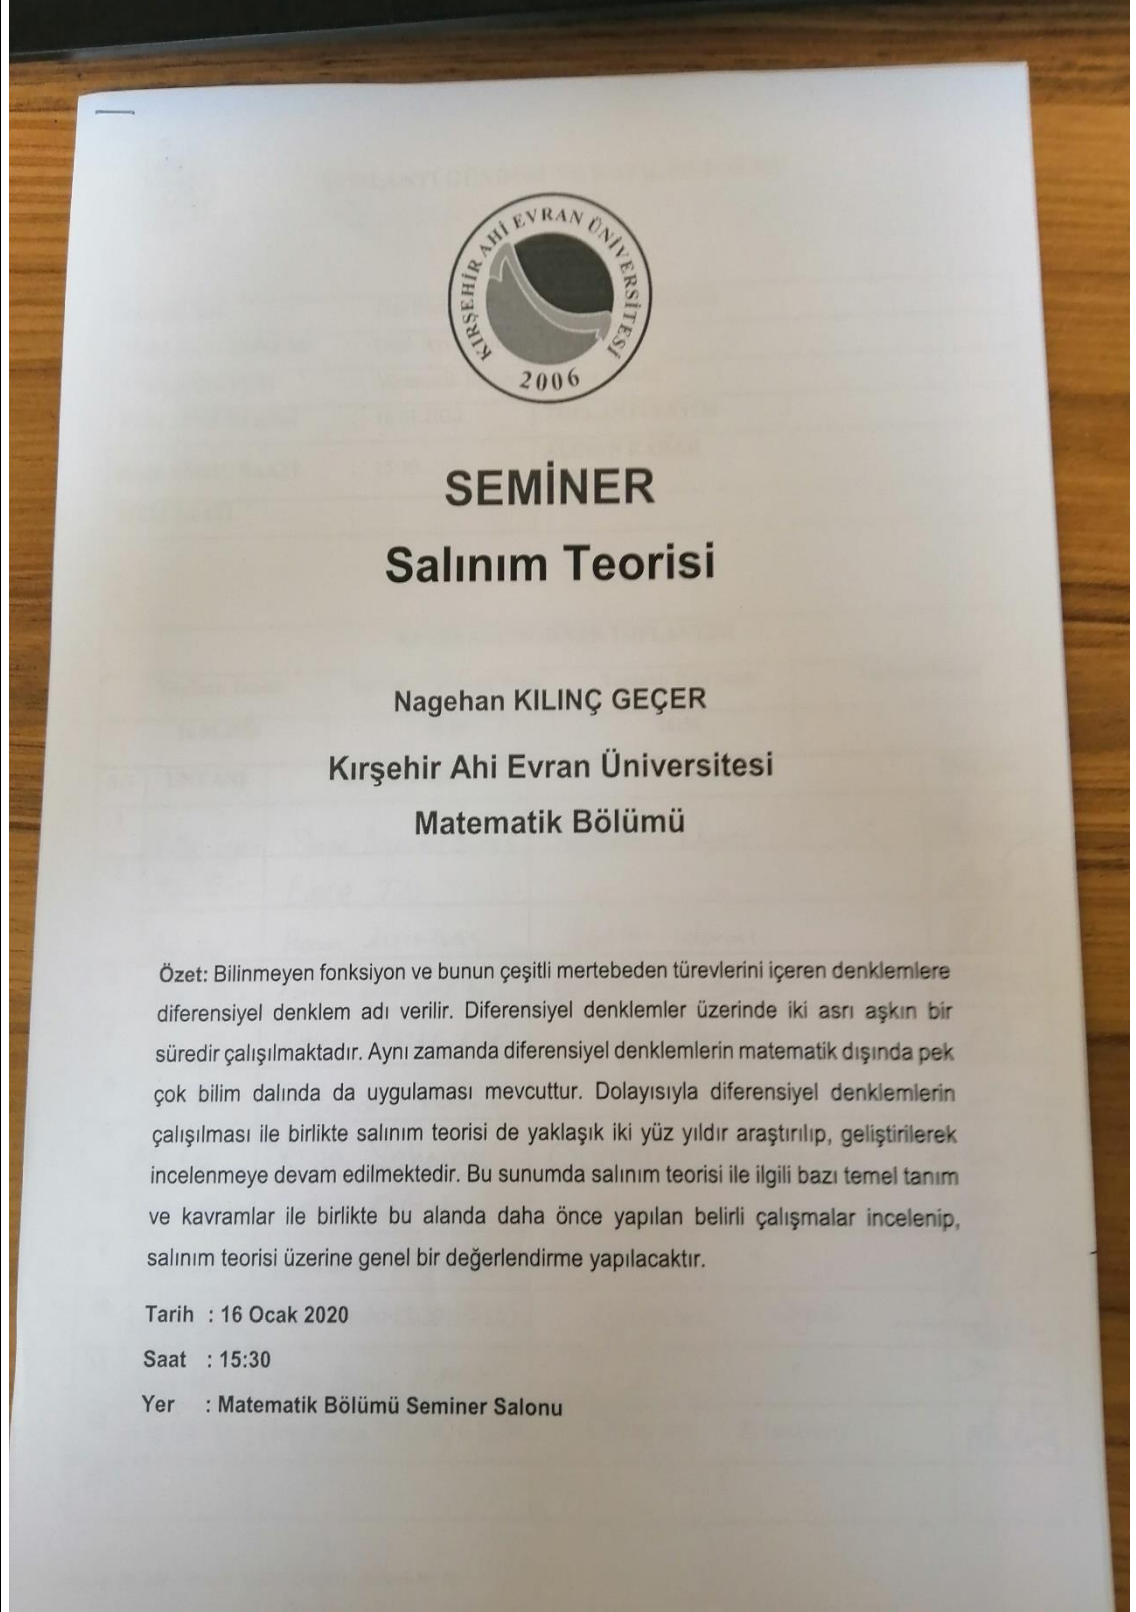 KIRŞEHİR AHİ EVRAN ÜNİVERSİTESİ
2006
SEMİNER
Salınım Teorisi
Nagehan KILINÇ GEÇER
Kırşehir Ahi Evran Üniversitesi
Matematik Bölümü
Özet: Bilinmeyen fonksiyon ve bunun çeşitli mertebeden türevlerini içeren denklemlere
diferensiyel denklem adı verilir. Diferensiyel denklemler üzerinde iki asrı aşkın bir
süredir çalışılmaktadır. Aynı zamanda diferensiyel denklemlerin matematik dışında pek
çok bilim dalında da uygulaması mevcuttur. Dolayısıyla diferensiyel denklemlerin
çalışılması ile birlikte salınım teorisi de yaklaşık iki yüz yıldır araştırılıp, geliştirilerek
incelenmeye devam edilmektedir. Bu sunumda salınım teorisi ile ilgili bazı temel tanım
ve kavramlar ile birlikte bu alanda daha önce yapılan belirli çalışmalar incelenip,
salınım teorisi üzerine genel bir değerlendirme yapılacaktır.
Tarih : 16 Ocak 2020
Saat : 15:30
Yer : Matematik Bölümü Seminer Salonu